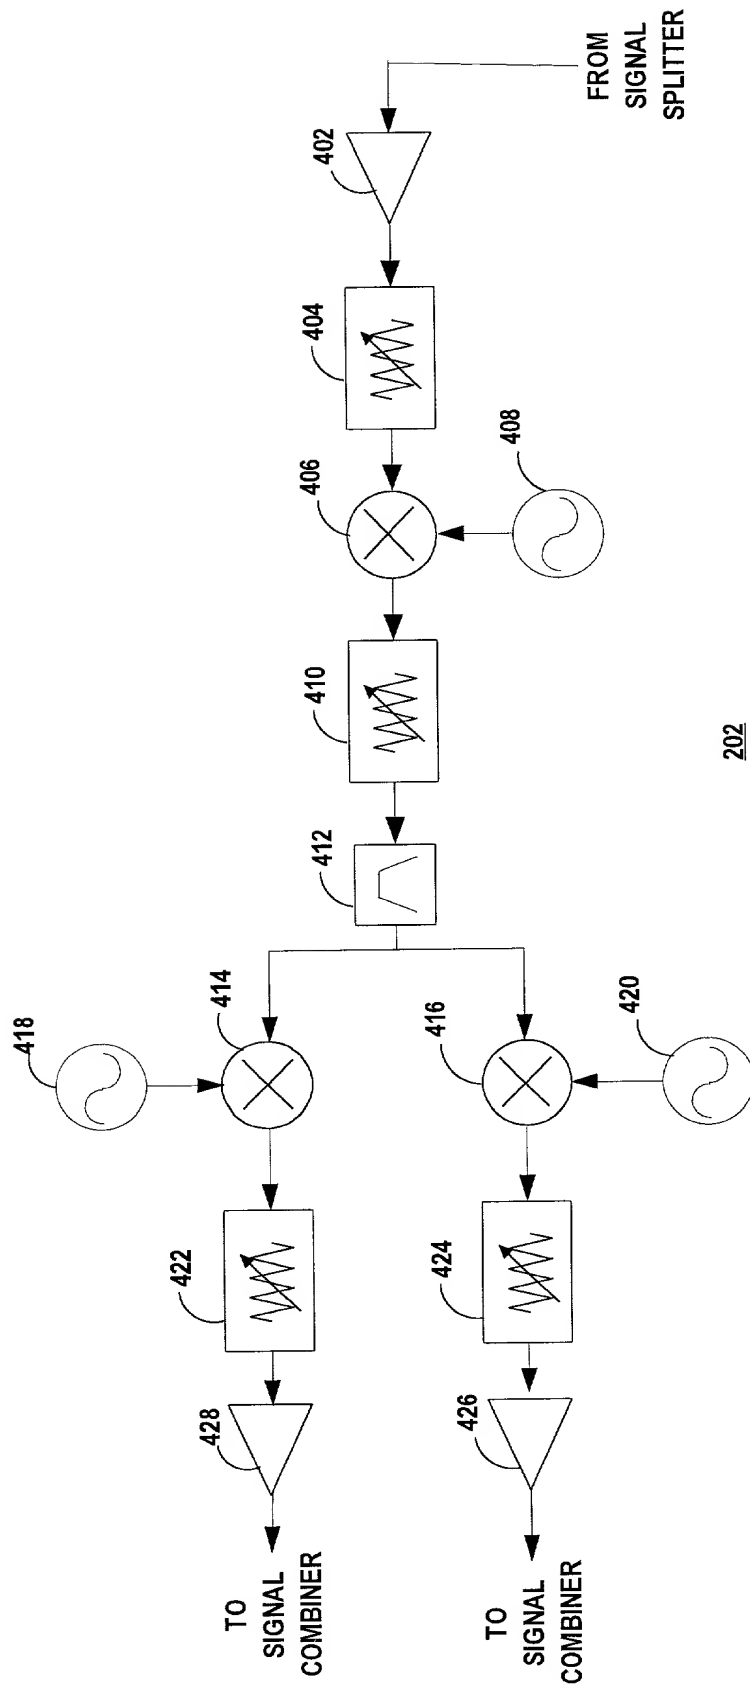 FROM
SIGNAL
SPLITTER
402
404
406
408
410
412
414
416
418
420
422
424
428
426
TO
SIGNAL
COMBINER
TO
SIGNAL
COMBINER
202